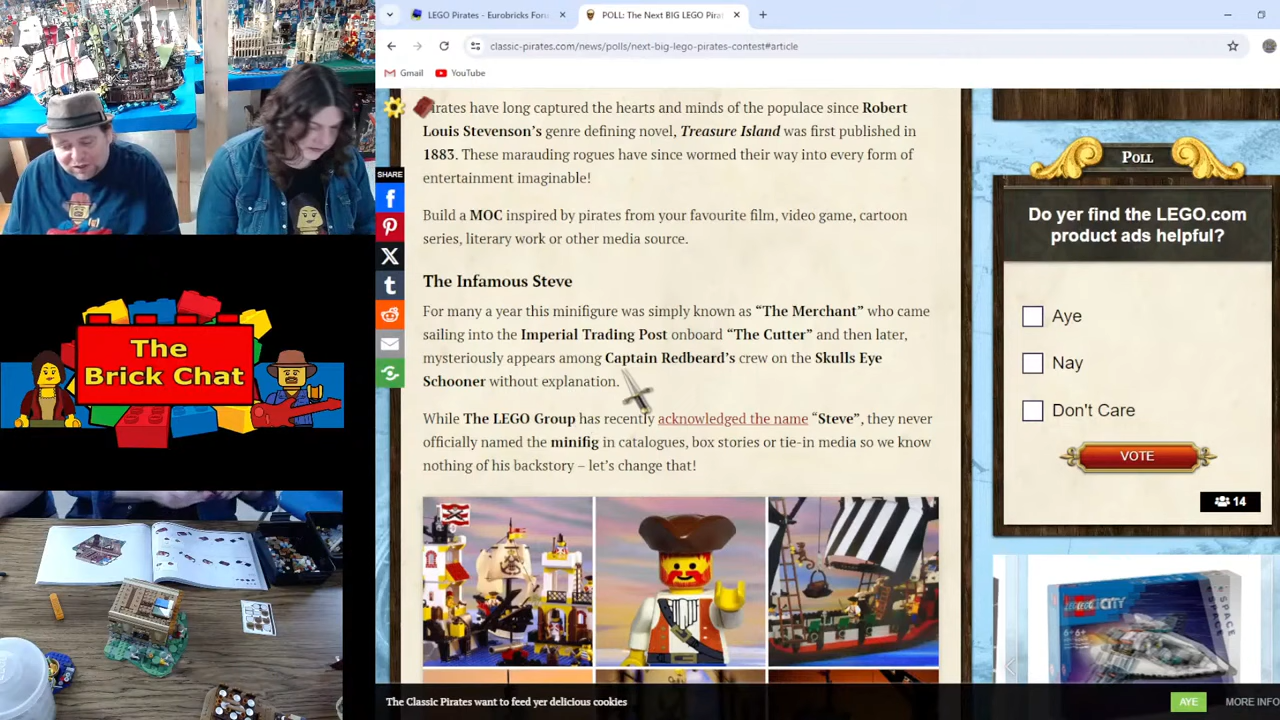 LEGO Pirates - Eurobricks Foru
POLL: The Next BIG LEGO Pira
classic-pirates.com/news/polls/next-big-lego-pirates-contest#article
Gmail
YouTube
irates have long captured the hearts and minds of the populace since Robert
Louis Stevenson's genre defining novel, Treasure Island was first published in
1883. These marauding rogues have since wormed their way into every form of
entertainment imaginable!
SHARE
Build a MOC inspired by pirates from your favourite film, video game, cartoon
series, literary work or other media source.
The Infamous Steve
For many a year this minifigure was simply known as “The Merchant” who came
sailing into the Imperial Trading Post onboard “The Cutter” and then later,
mysteriously appears among Captain Redbeard's crew on the Skulls Eye
Schooner without explanation.
While The LEGO Group has recently acknowledged the name “Steve”, they never
officially named the minifig in catalogues, box stories or tie-in media so we know
nothing of his backstory – let's change that!
POLL
Do yer find the LEGO.com
product ads helpful?
Aye
Nay
Don't Care
VOTE
14
LEGO CITY
6+
SPACE
The Classic Pirates want to feed yer delicious cookies
AYE
MORE INFO
The
Brick Chat